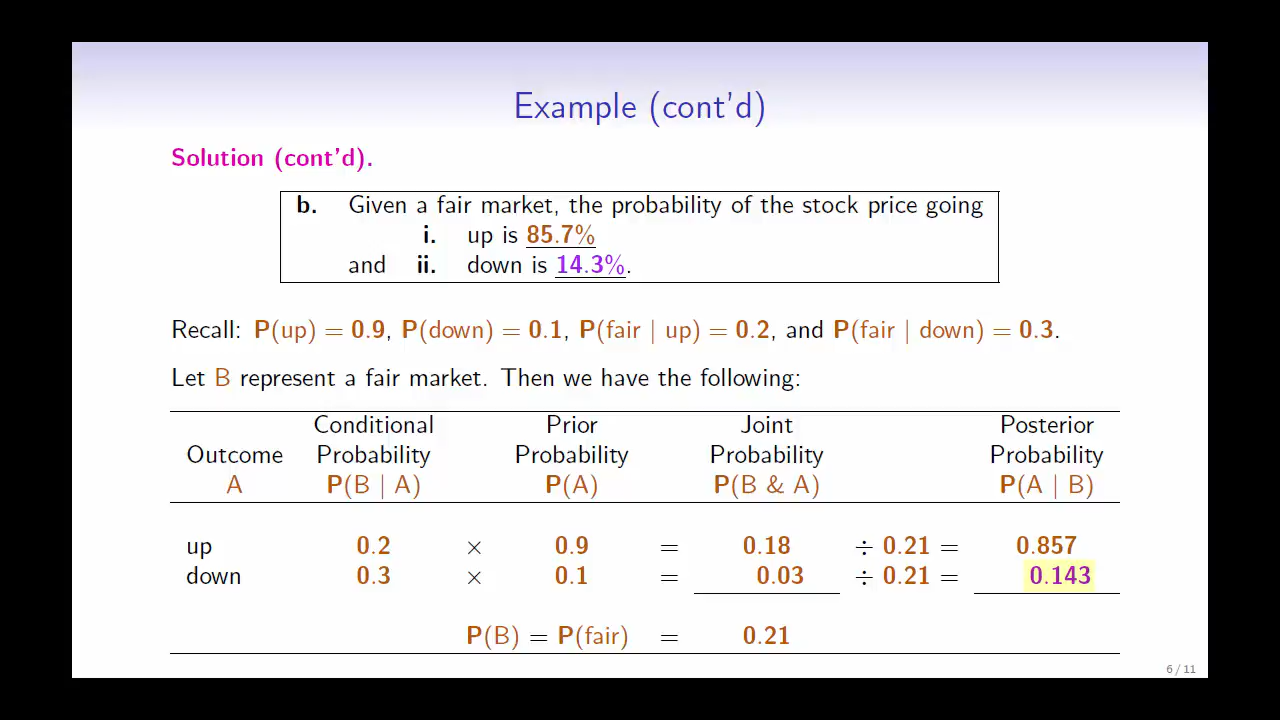 Example (cont'd)
Solution (cont'd).
b. Given a fair market, the probability of the stock price going
i. up is 85.7%
and ii. down is 14.3%.
Recall: P(up) = 0.9, P(down) = 0.1, P(fair | up) = 0.2, and P(fair | down) = 0.3.
Let B represent a fair market. Then we have the following:
Conditional Prior Joint Posterior
Outcome Probability Probability Probability Probability
A P(B | A) P(A) P(B & A) P(A | B)
up 0.2 × 0.9 = 0.18 ÷ 0.21 = 0.857
down 0.3 × 0.1 = 0.03 ÷ 0.21 = 0.143
P(B) = P(fair) = 0.21
6 / 11